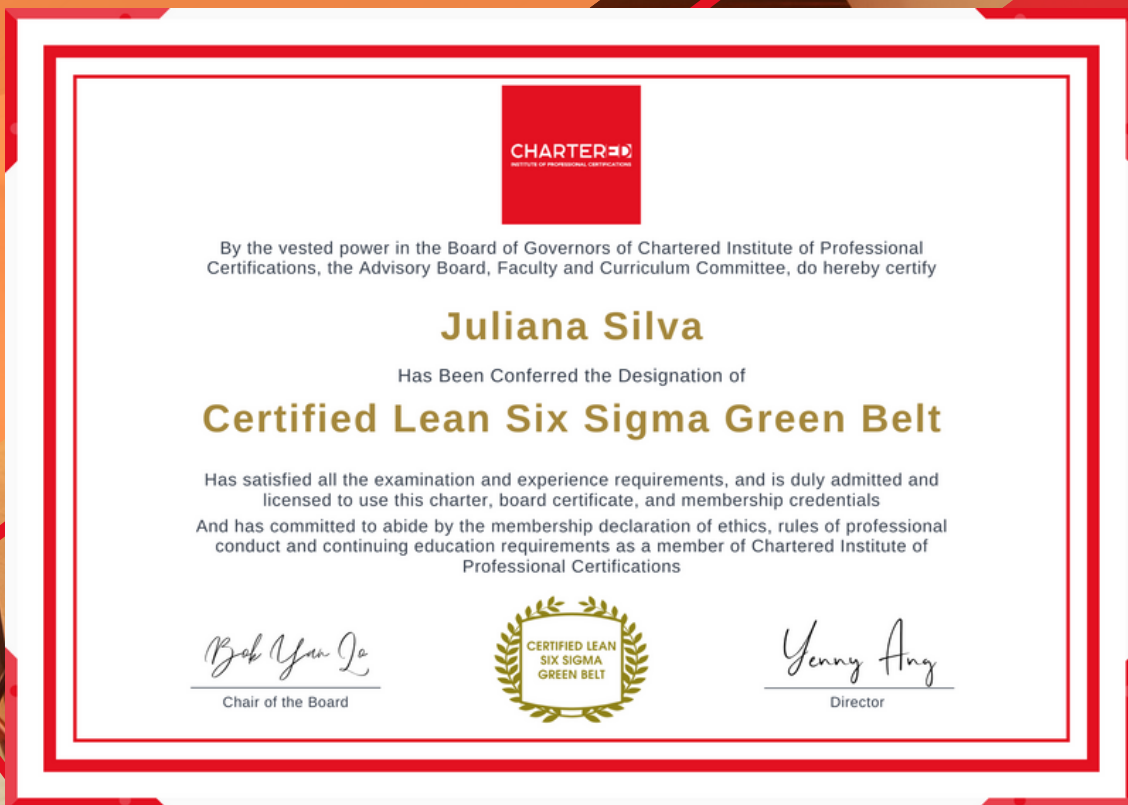 CHARTERED
INSTITUTE OF PROFESSIONAL CERTIFICATIONS
By the vested power in the Board of Governors of Chartered Institute of Professional
Certifications, the Advisory Board, Faculty and Curriculum Committee, do hereby certify
Juliana Silva
Has Been Conferred the Designation of
Certified Lean Six Sigma Green Belt
Has satisfied all the examination and experience requirements, and is duly admitted and
licensed to use this charter, board certificate, and membership credentials
And has committed to abide by the membership declaration of ethics, rules of professional
conduct and continuing education requirements as a member of Chartered Institute of
Professional Certifications
Bok Yan Lo
Chair of the Board
CERTIFIED LEAN
SIX SIGMA
GREEN BELT
Yenny Ang
Director